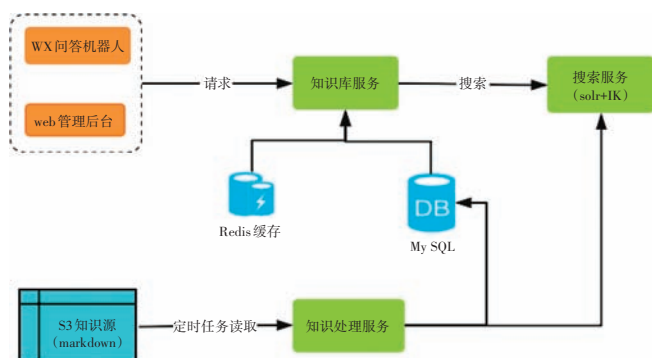 WX问答机器人
web管理后台
请求
知识库服务
搜索
搜索服务
（solr+IK）
Redis缓存
DB
My SQL
S3知识源
（markdown）
定时任务读取
知识处理服务